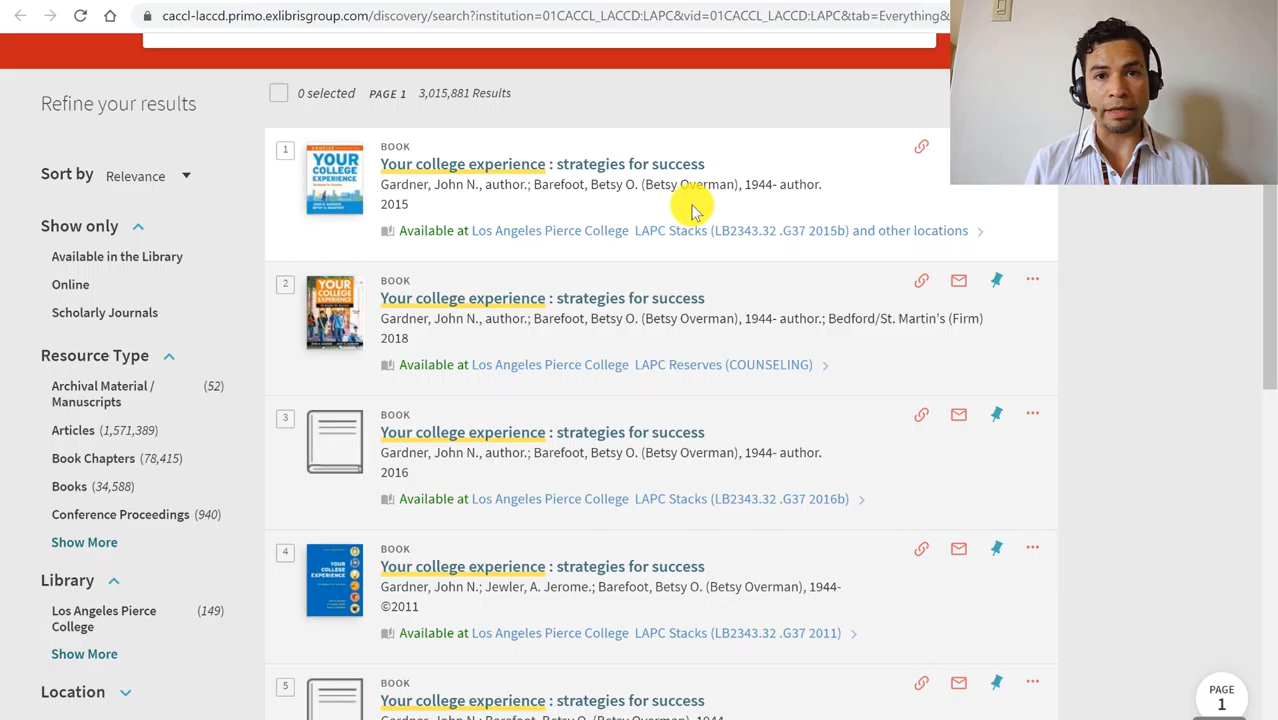 caccl-laccd.primo.exlibrisgroup.com/discovery/search?institution=01CACCL_LACCD:LAPC&vid=01CACCL_LACCD:LAPC&tab=Everything&
Refine your results
Sort by Relevance
Show only
Available in the Library
Online
Scholarly Journals
Resource Type
Archival Material / Manuscripts (52)
Articles (1,571,389)
Book Chapters (78,415)
Books (34,588)
Conference Proceedings (940)
Show More
Library
Los Angeles Pierce College (149)
Show More
Location
0 selected PAGE 1 3,015,881 Results
1
BOOK
Your college experience : strategies for success
Gardner, John N., author.; Barefoot, Betsy O. (Betsy Overman), 1944- author.
2015
Available at Los Angeles Pierce College LAPC Stacks (LB2343.32 .G37 2015b) and other locations
YOUR
COLLEGE
EXPERIENCE
2
BOOK
Your college experience : strategies for success
Gardner, John N., author.; Barefoot, Betsy O. (Betsy Overman), 1944- author.; Bedford/St. Martin's (Firm)
2018
Available at Los Angeles Pierce College LAPC Reserves (COUNSELING)
YOUR
COLLEGE
EXPERIENCE
3
BOOK
Your college experience : strategies for success
Gardner, John N., author.; Barefoot, Betsy O. (Betsy Overman), 1944- author.
2016
Available at Los Angeles Pierce College LAPC Stacks (LB2343.32 .G37 2016b)
4
BOOK
Your college experience : strategies for success
Gardner, John N.; Jewler, A. Jerome.; Barefoot, Betsy O. (Betsy Overman), 1944-
©2011
Available at Los Angeles Pierce College LAPC Stacks (LB2343.32 .G37 2011)
YOUR
COLLEGE
EXPERIENCE
5
BOOK
Your college experience : strategies for success
PAGE
1